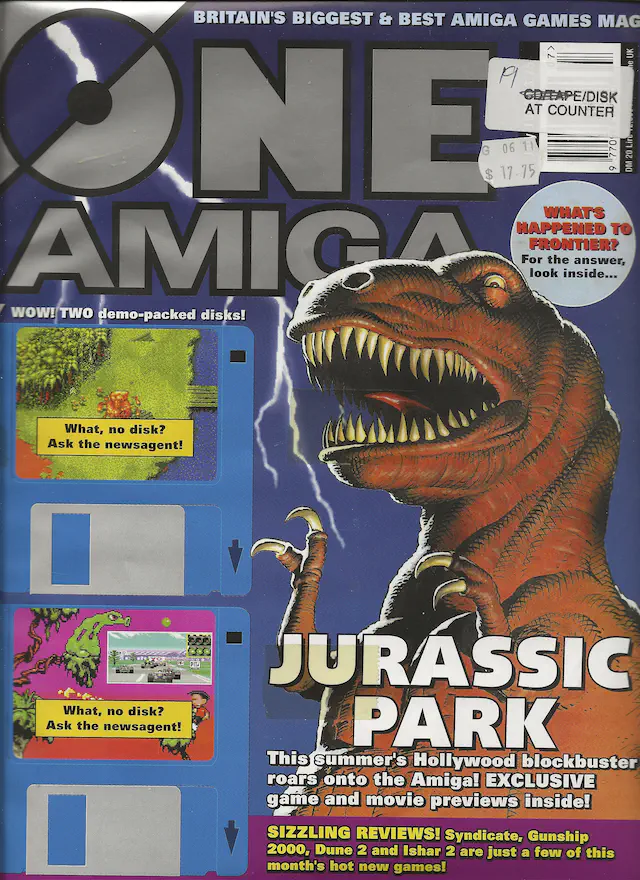 BRITAIN'S BIGGEST & BEST AMIGA GAMES MAG
ONE
AMIGA
CD/TAPE/DISK
AT COUNTER
$ 17.75
WHAT'S
HAPPENED TO
FRONTIER?
For the answer,
look inside...
WOW! TWO demo-packed disks!
What, no disk?
Ask the newsagent!
What, no disk?
Ask the newsagent!
JURASSIC
PARK
This summer's Hollywood blockbuster
roars onto the Amiga! EXCLUSIVE
game and movie previews inside!
SIZZLING REVIEWS! Syndicate, Gunship
2000, Dune 2 and Ishar 2 are just a few of this
month's hot new games!